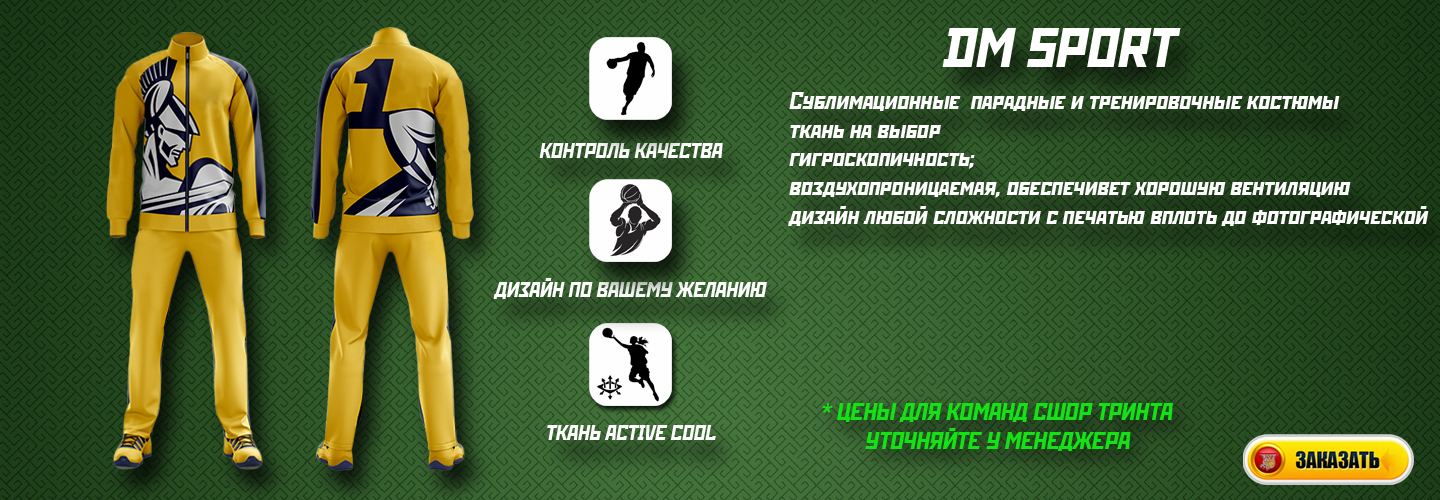 1
КОНТРОЛЬ КАЧЕСТВА
ДИЗАЙН ПО ВАШЕМУ ЖЕЛАНИЮ
ТКАНЬ ACTIVE COOL
DM SPORT
Сублимационные парадные и тренировочные костюмы
ткань на выбор
гигроскопичность;
воздухопроницаемая, обеспечивет хорошую вентиляцию
дизайн любой сложности с печатью вплоть до фотографической
* ЦЕНЫ ДЛЯ КОМАНД СШОР ТРИНТА
УТОЧНЯЙТЕ У МЕНЕДЖЕРА
ЗАКАЗАТЬ